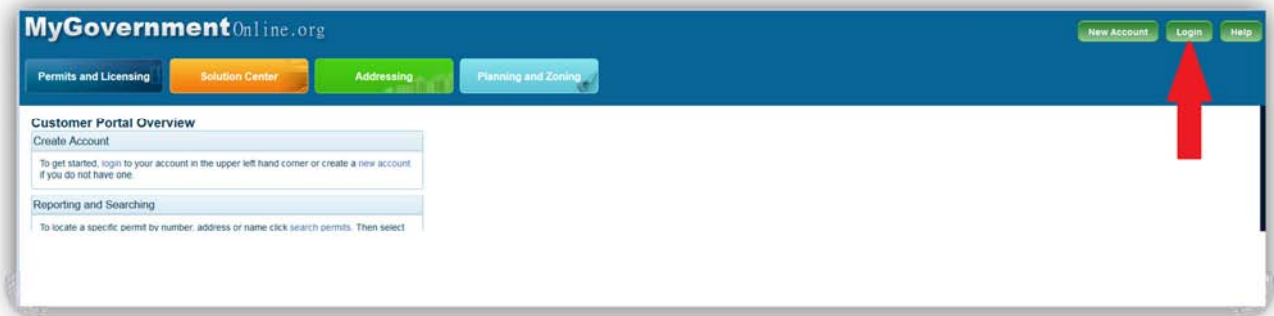 MyGovernmentOnline.org
New Account
Login
Help
Permits and Licensing
Solution Center
Addressing
Planning and Zoning
Customer Portal Overview
Create Account
To get started, login to your account in the upper left hand corner or create a new account
if you do not have one.
Reporting and Searching
To locate a specific permit by number, address or name click search permits. Then select